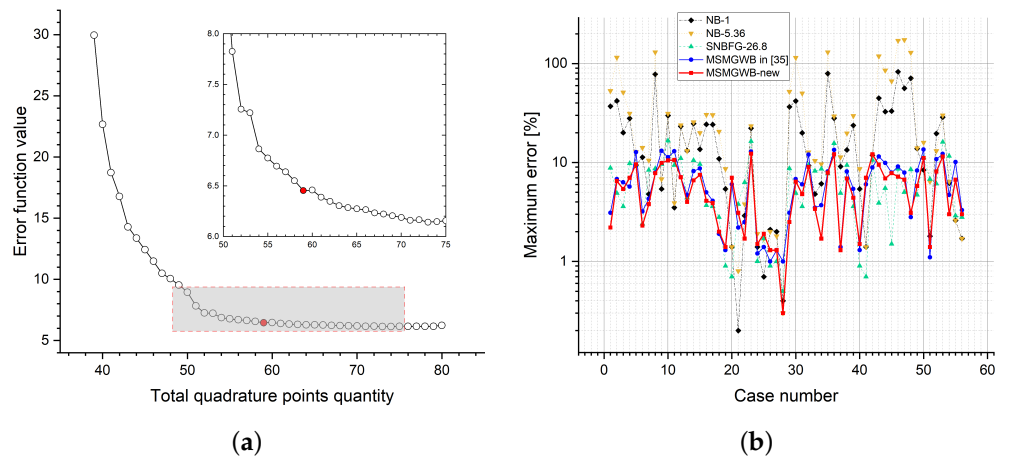 30
25
20
15
10
5
40
50
60
70
80
Error function value
Total quadrature points quantity
8.0
7.5
7.0
6.5
6.0
50
55
60
65
70
75
(a)
NB-1
NB-5.36
SNBFG-26.8
MSMGWB in [35]
MSMGWB-new
100
10
1
0
10
20
30
40
50
60
Maximum error [%]
Case number
(b)